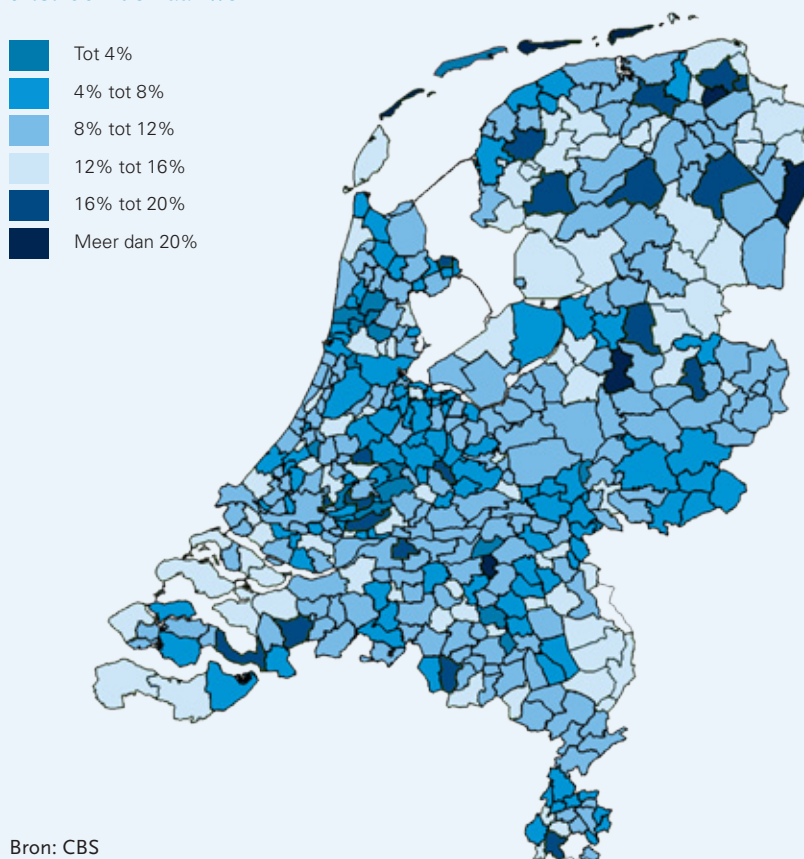 Tot 4%
4% tot 8%
8% tot 12%
12% tot 16%
16% tot 20%
Meer dan 20%
Bron: CBS